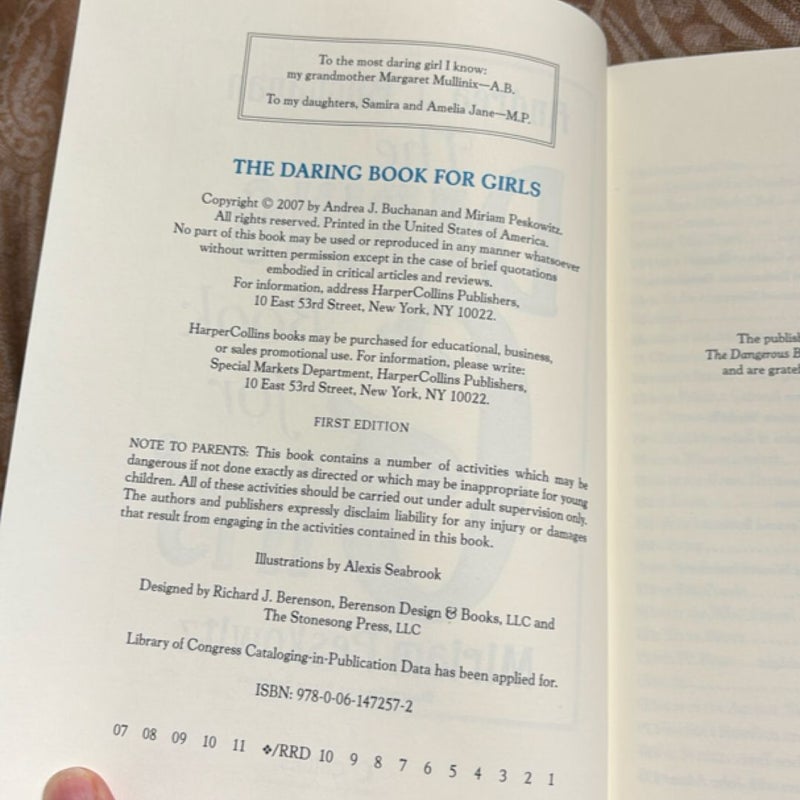 To the most daring girl I know:
my grandmother Margaret Mullinix—A.B.
To my daughters, Samira and Amelia Jane—M.P.
THE DARING BOOK FOR GIRLS
Copyright © 2007 by Andrea J. Buchanan and Miriam Peskowitz.
All rights reserved. Printed in the United States of America.
No part of this book may be used or reproduced in any manner whatsoever
without written permission except in the case of brief quotations
embodied in critical articles and reviews.
For information, address HarperCollins Publishers,
10 East 53rd Street, New York, NY 10022.
HarperCollins books may be purchased for educational, business,
or sales promotional use. For information, please write:
Special Markets Department, HarperCollins Publishers,
10 East 53rd Street, New York, NY 10022.
FIRST EDITION
NOTE TO PARENTS: This book contains a number of activities which may be
dangerous if not done exactly as directed or which may be inappropriate for young
children. All of these activities should be carried out under adult supervision only.
The authors and publishers expressly disclaim liability for any injury or damages
that result from engaging in the activities contained in this book.
Illustrations by Alexis Seabrook
Designed by Richard J. Berenson, Berenson Design & Books, LLC and
The Stonesong Press, LLC
Library of Congress Cataloging-in-Publication Data has been applied for.
ISBN: 978-0-06-147257-2
07 08 09 10 11 ❖/RRD 10 9 8 7 6 5 4 3 2 1
The publish
The Dangerous B
and are gratef